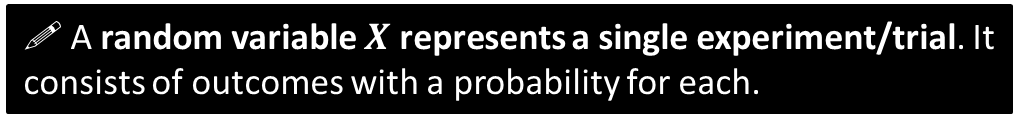 ✏ A random variable X represents a single experiment/trial. It
consists of outcomes with a probability for each.